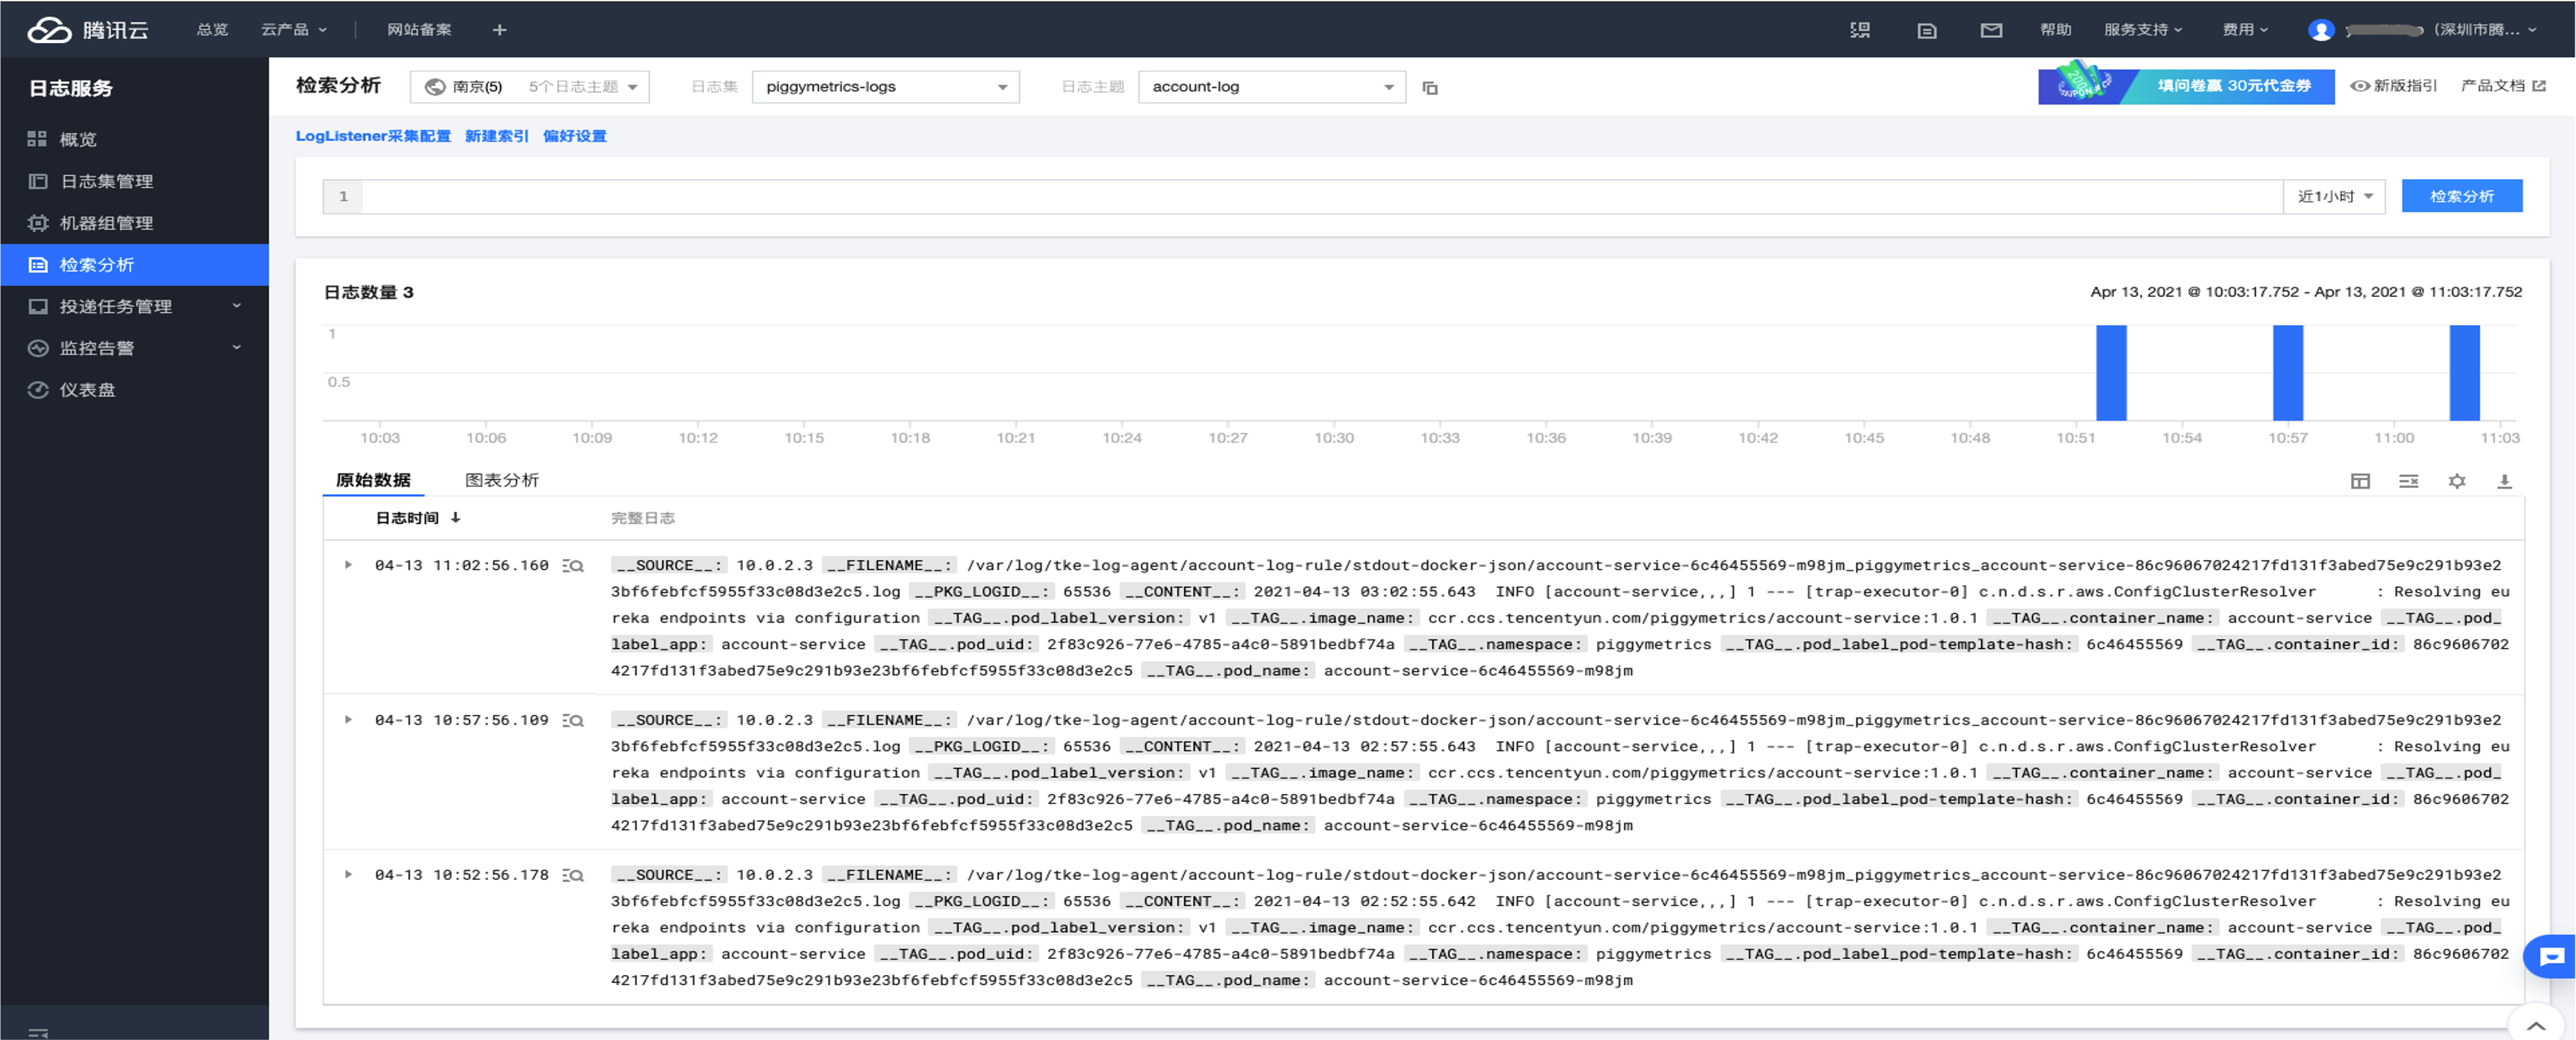 腾讯云 总览 云产品 网站备案 + 帮助 服务支持 费用 （深圳市腾...
日志服务
概览
日志集管理
机器组管理
检索分析
投递任务管理
监控告警
仪表盘
检索分析 南京(5) 5个日志主题 日志集 piggymetrics-logs 日志主题 account-log 填问卷赢 30元代金券 新版指引 产品文档
LogListener采集配置 新建索引 偏好设置
1 近1小时 检索分析
日志数量 3 Apr 13, 2021 @ 10:03:17.752 - Apr 13, 2021 @ 11:03:17.752
1
0.5
10:03 10:06 10:09 10:12 10:15 10:18 10:21 10:24 10:27 10:30 10:33 10:36 10:39 10:42 10:45 10:48 10:51 10:54 10:57 11:00 11:03
原始数据 图表分析
日志时间 完整日志
04-13 11:02:56.160 __SOURCE__: 10.0.2.3 __FILENAME__: /var/log/tke-log-agent/account-log-rule/stdout-docker-json/account-service-6c46455569-m98jm_piggymetrics_account-service-86c96067024217fd131f3abed75e9c291b93e2
3bf6febfcf5955f33c08d3e2c5.log __PKG_LOGID__: 65536 __CONTENT__: 2021-04-13 03:02:55.643 INFO [account-service,,,] 1 --- [trap-executor-0] c.n.d.s.r.aws.ConfigClusterResolver : Resolving eu
reka endpoints via configuration __TAG__.pod_label_version: v1 __TAG__.image_name: ccr.ccs.tencentyun.com/piggymetrics/account-service:1.0.1 __TAG__.container_name: account-service __TAG__.pod_
label_app: account-service __TAG__.pod_uid: 2f83c926-77e6-4785-a4c0-5891bedbf74a __TAG__.namespace: piggymetrics __TAG__.pod_label_pod-template-hash: 6c46455569 __TAG__.container_id: 86c9606702
4217fd131f3abed75e9c291b93e23bf6febfcf5955f33c08d3e2c5 __TAG__.pod_name: account-service-6c46455569-m98jm
04-13 10:57:56.109 __SOURCE__: 10.0.2.3 __FILENAME__: /var/log/tke-log-agent/account-log-rule/stdout-docker-json/account-service-6c46455569-m98jm_piggymetrics_account-service-86c96067024217fd131f3abed75e9c291b93e2
3bf6febfcf5955f33c08d3e2c5.log __PKG_LOGID__: 65536 __CONTENT__: 2021-04-13 02:57:55.643 INFO [account-service,,,] 1 --- [trap-executor-0] c.n.d.s.r.aws.ConfigClusterResolver : Resolving eu
reka endpoints via configuration __TAG__.pod_label_version: v1 __TAG__.image_name: ccr.ccs.tencentyun.com/piggymetrics/account-service:1.0.1 __TAG__.container_name: account-service __TAG__.pod_
label_app: account-service __TAG__.pod_uid: 2f83c926-77e6-4785-a4c0-5891bedbf74a __TAG__.namespace: piggymetrics __TAG__.pod_label_pod-template-hash: 6c46455569 __TAG__.container_id: 86c9606702
4217fd131f3abed75e9c291b93e23bf6febfcf5955f33c08d3e2c5 __TAG__.pod_name: account-service-6c46455569-m98jm
04-13 10:52:56.178 __SOURCE__: 10.0.2.3 __FILENAME__: /var/log/tke-log-agent/account-log-rule/stdout-docker-json/account-service-6c46455569-m98jm_piggymetrics_account-service-86c96067024217fd131f3abed75e9c291b93e2
3bf6febfcf5955f33c08d3e2c5.log __PKG_LOGID__: 65536 __CONTENT__: 2021-04-13 02:52:55.642 INFO [account-service,,,] 1 --- [trap-executor-0] c.n.d.s.r.aws.ConfigClusterResolver : Resolving eu
reka endpoints via configuration __TAG__.pod_label_version: v1 __TAG__.image_name: ccr.ccs.tencentyun.com/piggymetrics/account-service:1.0.1 __TAG__.container_name: account-service __TAG__.pod_
label_app: account-service __TAG__.pod_uid: 2f83c926-77e6-4785-a4c0-5891bedbf74a __TAG__.namespace: piggymetrics __TAG__.pod_label_pod-template-hash: 6c46455569 __TAG__.container_id: 86c9606702
4217fd131f3abed75e9c291b93e23bf6febfcf5955f33c08d3e2c5 __TAG__.pod_name: account-service-6c46455569-m98jm